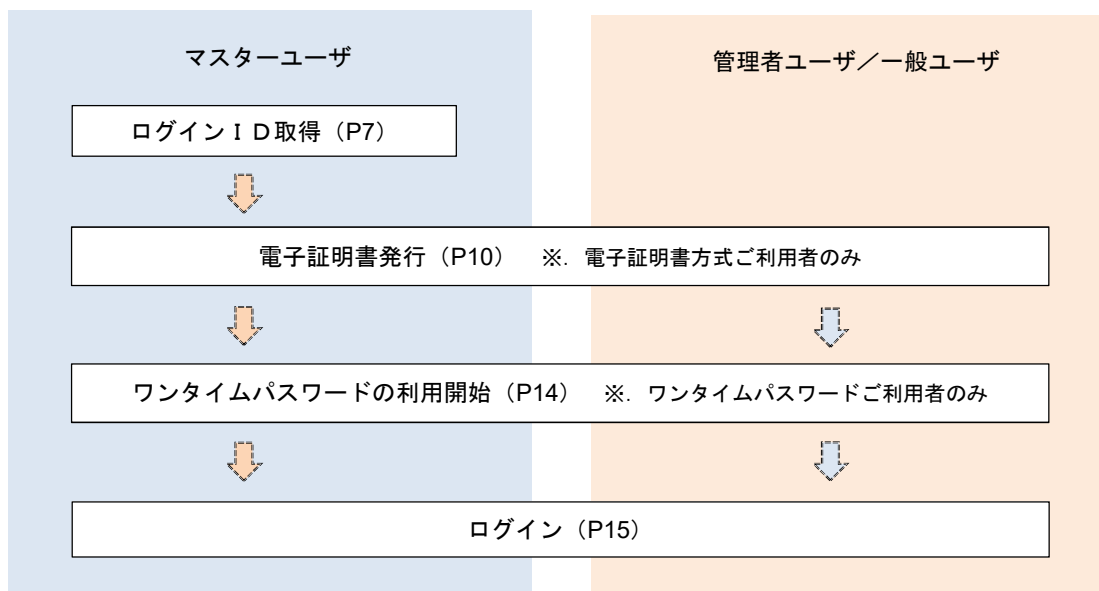 マスターユーザ
管理者ユーザ／一般ユーザ
ログインＩＤ取得（P7）
電子証明書発行（P10）　※．電子証明書方式ご利用者のみ
ワンタイムパスワードの利用開始（P14）　※．ワンタイムパスワードご利用者のみ
ログイン（P15）